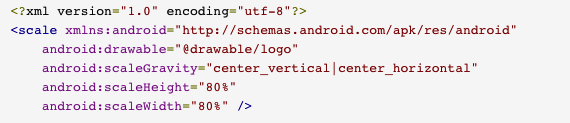 <?xml version="1.0" encoding="utf-8"?>
<scale xmlns:android="http://schemas.android.com/apk/res/android"
    android:drawable="@drawable/logo"
    android:scaleGravity="center_vertical|center_horizontal"
    android:scaleHeight="80%"
    android:scaleWidth="80%" />